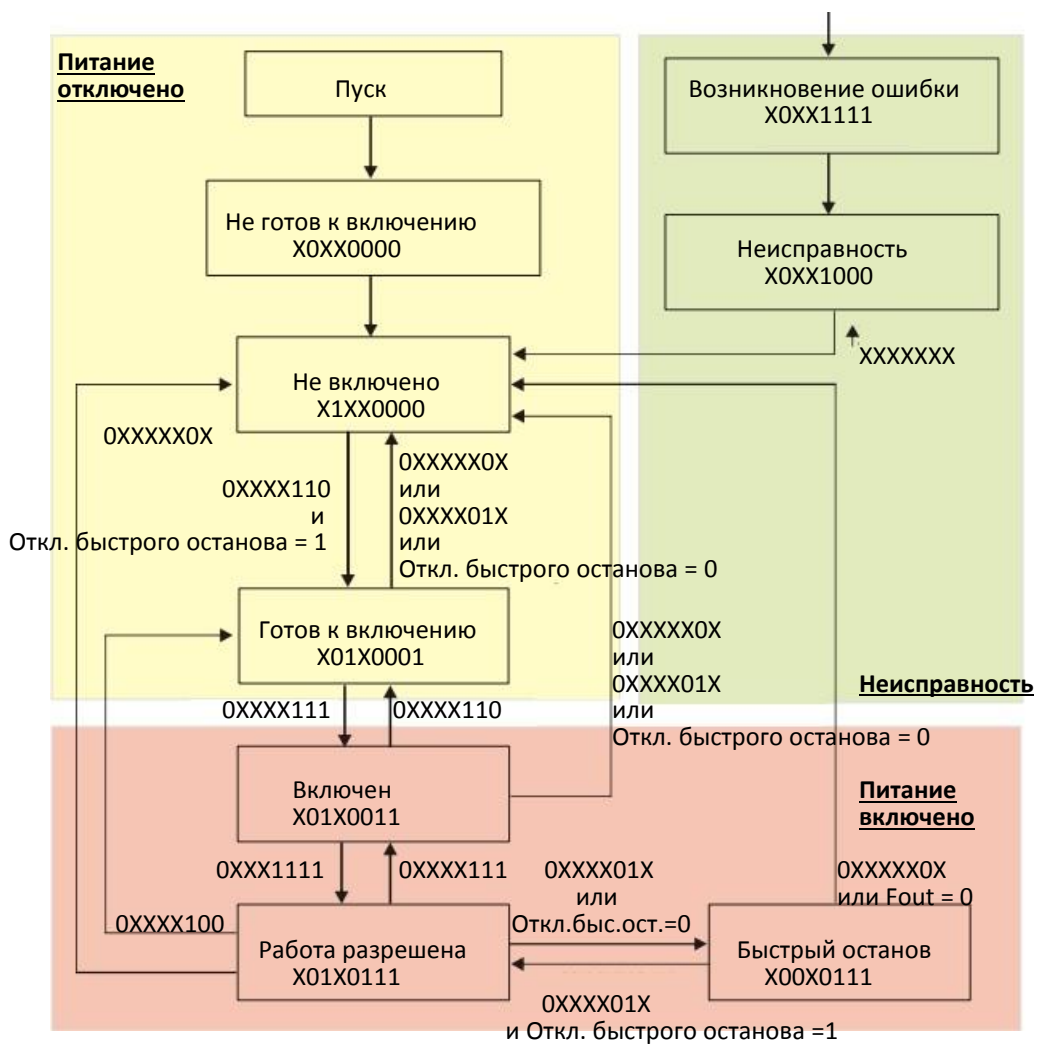 Питание
отключено
Пуск
Не готов к включению
X0XX0000
Не включено
X1XX0000
0XXXXX0X
0XXXX110
и
Откл. быстрого останова = 1
0XXXXX0X
или
0XXXX01X
или
Откл. быстрого останова = 0
Готов к включению
X01X0001
0XXXX111
0XXXX110
Возникновение ошибки
X0XX1111
Неисправность
X0XX1000
XXXXXXX
0XXXXX0X
или
0XXXX01X
или
Откл. быстрого останова = 0
Неисправность
Включен
X01X0011
Питание
включено
0XXX1111
0XXXX111
0XXXX01X
или
Откл.быс.ост.=0
0XXXXX0X
или Fout = 0
0XXXX100
Работа разрешена
X01X0111
Быстрый останов
X00X0111
0XXXX01X
и Откл. быстрого останова =1